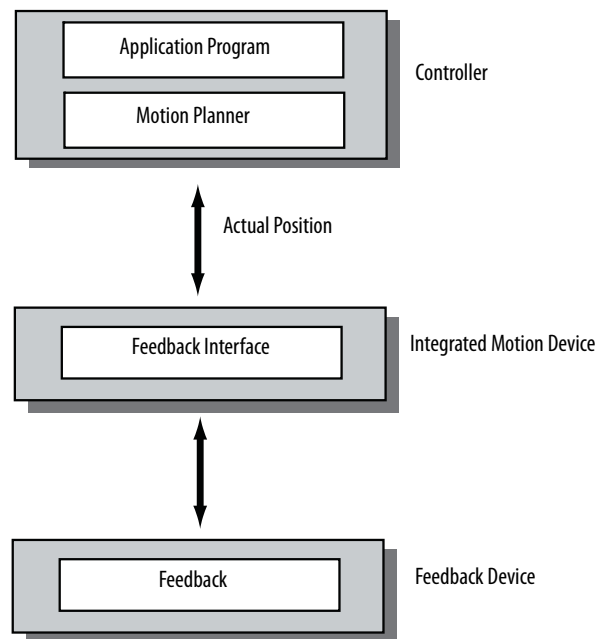 Application Program
Controller
Motion Planner
Actual Position
Feedback Interface
Integrated Motion Device
Feedback
Feedback Device